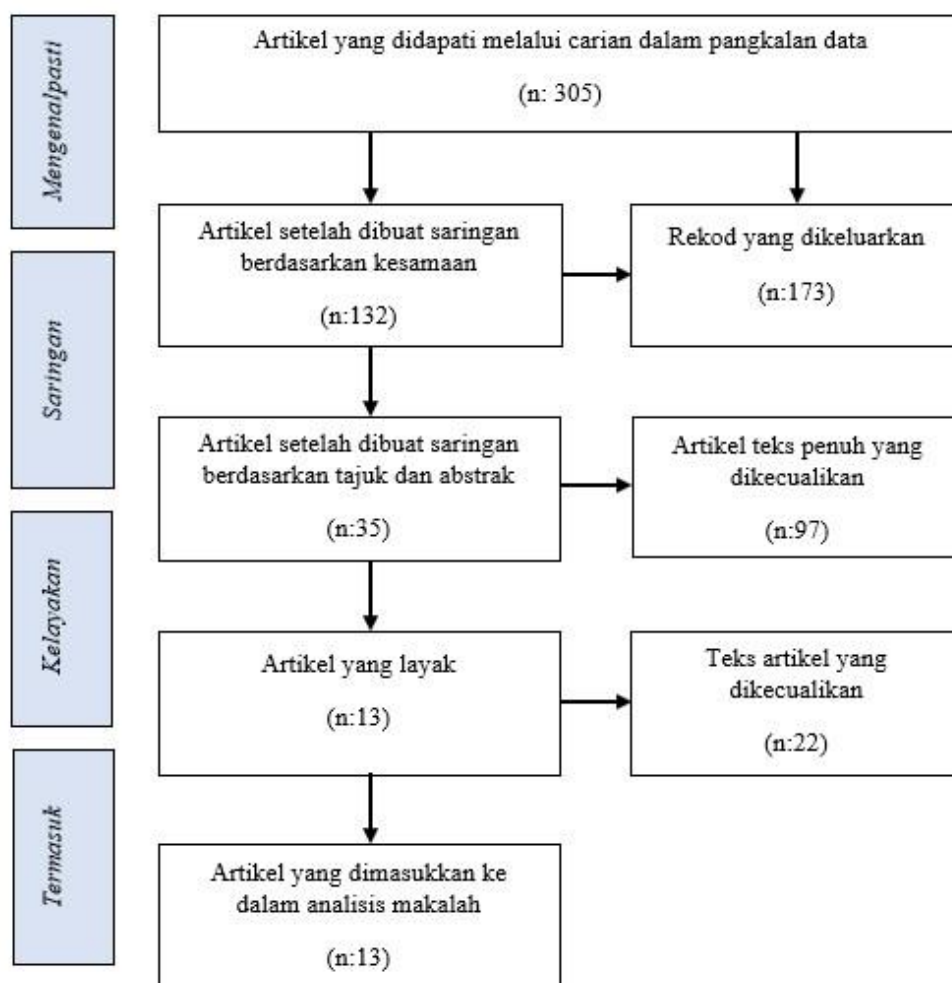 Mengenalpasti
Artikel yang didapati melalui carian dalam pangkalan data
(n: 305)
Artikel setelah dibuat saringan
berdasarkan kesamaan
(n:132)
Rekod yang dikeluarkan
(n:173)
Saringan
Artikel setelah dibuat saringan
berdasarkan tajuk dan abstrak
(n:35)
Artikel teks penuh yang
dikecualikan
(n:97)
Kelayakan
Artikel yang layak
(n:13)
Teks artikel yang
dikecualikan
(n:22)
Termasuk
Artikel yang dimasukkan ke
dalam analisis makalah
(n:13)